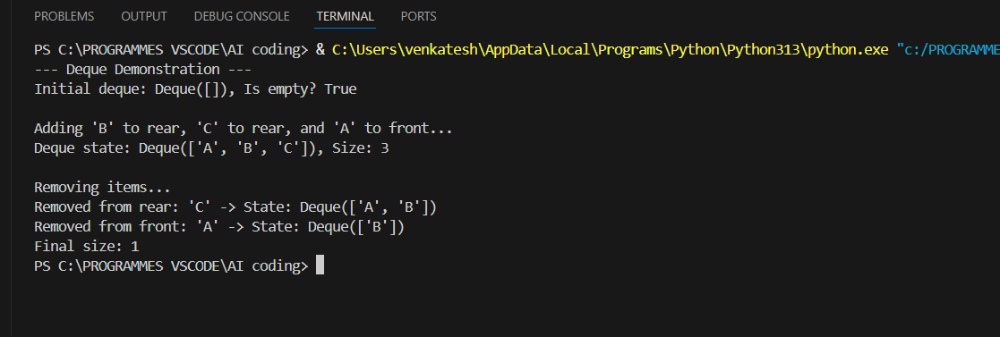 PROBLEMS OUTPUT DEBUG CONSOLE TERMINAL PORTS
PS C:\PROGRAMMES VSCODE\AI coding> & C:\Users\venkatesh\AppData\Local\Programs\Python\Python313\python.exe "c:/PROGRAMME
--- Deque Demonstration ---
Initial deque: Deque([]), Is empty? True
Adding 'B' to rear, 'C' to rear, and 'A' to front...
Deque state: Deque(['A', 'B', 'C']), Size: 3
Removing items...
Removed from rear: 'C' -> State: Deque(['A', 'B'])
Removed from front: 'A' -> State: Deque(['B'])
Final size: 1
PS C:\PROGRAMMES VSCODE\AI coding>